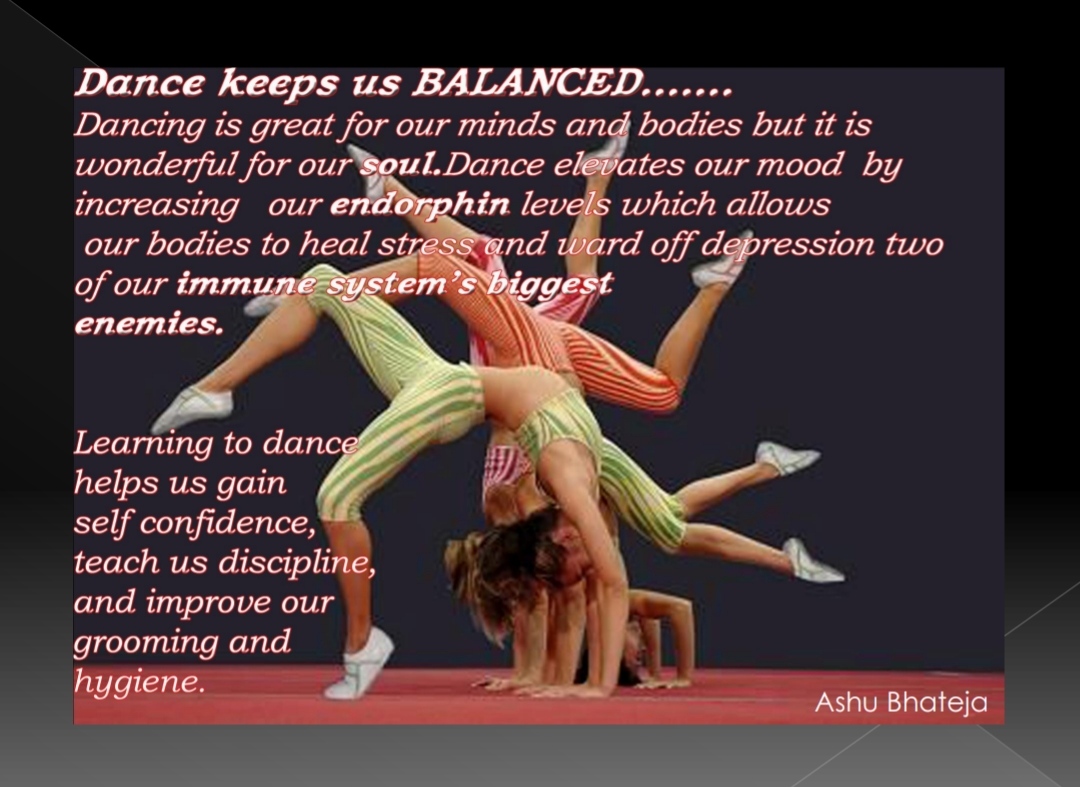 Dance keeps us BALANCED.......
Dancing is great for our minds and bodies but it is
wonderful for our soul.Dance elevates our mood by
increasing our endorphin levels which allows
our bodies to heal stress and ward off depression two
of our immune system's biggest
enemies.
Learning to dance
helps us gain
self confidence,
teach us discipline,
and improve our
grooming and
hygiene.
Ashu Bhateja